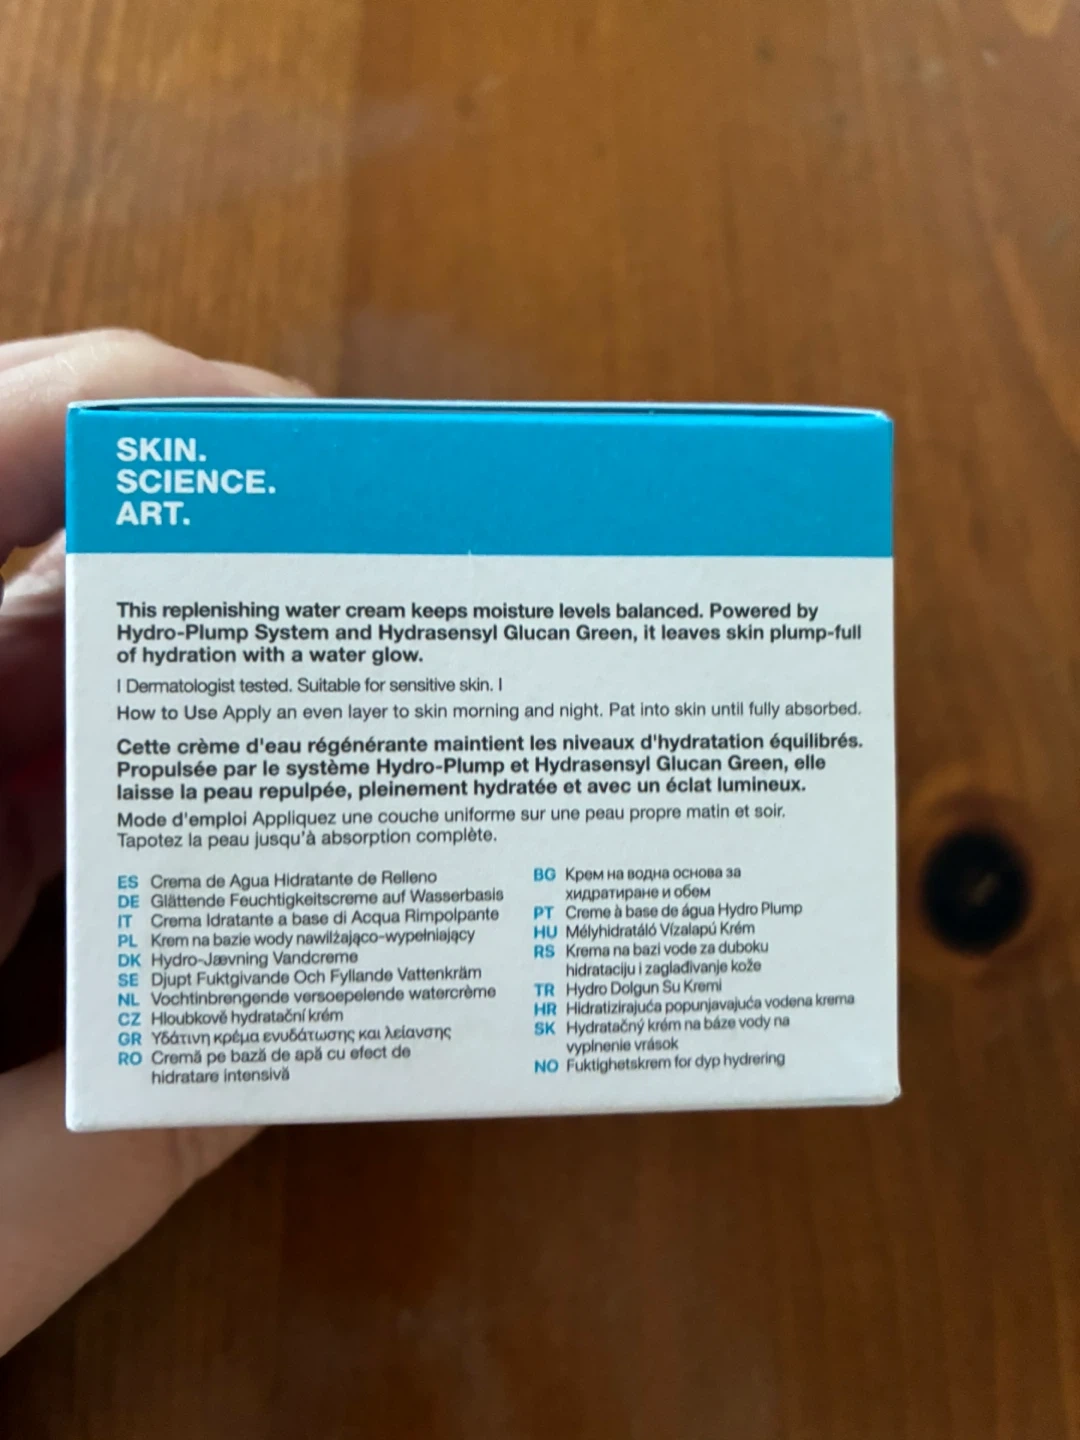 SKIN.
SCIENCE.
ART.
This replenishing water cream keeps moisture levels balanced. Powered by
Hydro-Plump System and Hydrasensyl Glucan Green, it leaves skin plump-full
of hydration with a water glow.
| Dermatologist tested. Suitable for sensitive skin. |
How to Use Apply an even layer to skin morning and night. Pat into skin until fully absorbed.
Cette crème d'eau régénérante maintient les niveaux d'hydratation équilibrés.
Propulsée par le système Hydro-Plump et Hydrasensyl Glucan Green, elle
laisse la peau repulpée, pleinement hydratée et avec un éclat lumineux.
Mode d'emploi Appliquez une couche uniforme sur une peau propre matin et soir.
Tapotez la peau jusqu'à absorption complète.
ES Crema de Agua Hidratante de Relleno
DE Glättende Feuchtigkeitscreme auf Wasserbasis
IT Crema Idratante a base di Acqua Rimpolpante
PL Krem na bazie wody nawilżająco-wypełniający
DK Hydro-Jævning Vandcreme
SE Djupt Fuktgivande Och Fyllande Vattenkräm
NL Vochtinbrengende versoepelende watercrème
CZ Hloubkově hydratační krém
GR Υδάτινη κρέμα ενυδάτωσης και λείανσης
RO Cremă pe bază de apă cu efect de
hidratare intensivă
BG Крем на водна основа за
хидратиране и обем
PT Creme à base de água Hydro Plump
HU Mélyhidratáló Vízalapú Krém
RS Krema na bazi vode za duboku
hidrataciju i zaglađivanje kože
TR Hydro Dolgun Su Kremi
HR Hidratizirajuća popunjavajuća vodena krema
SK Hydratačný krém na báze vody na
vyplnenie vrások
NO Fuktighetskrem for dyp hydrering